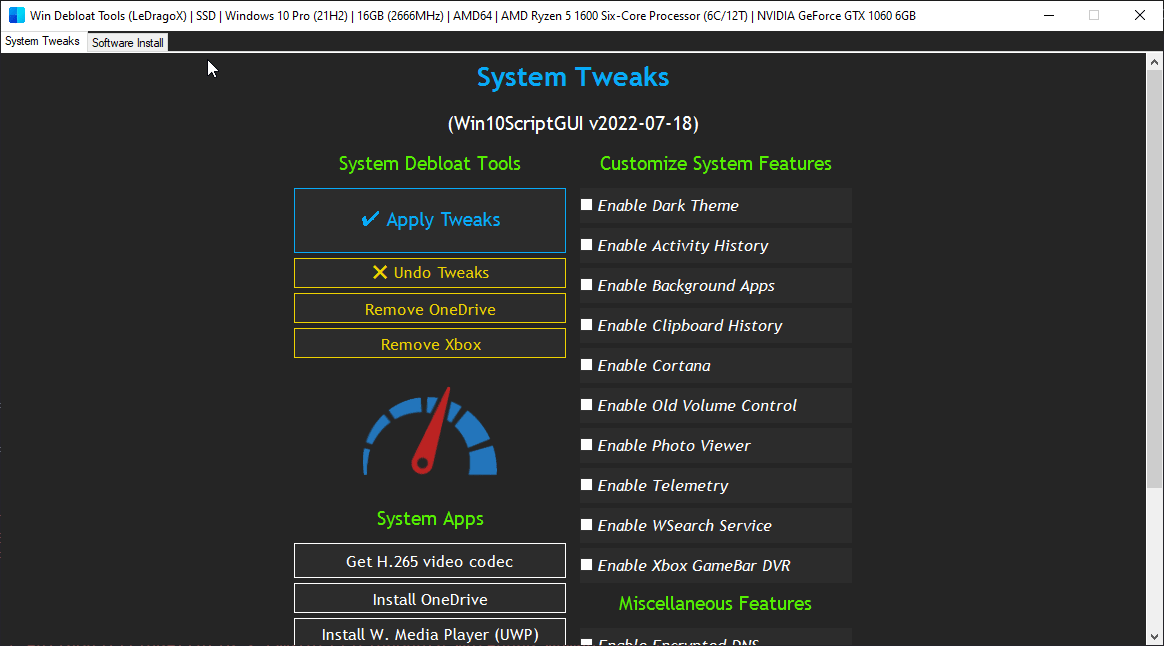 Win Debloat Tools (LeDragoX) | SSD | Windows 10 Pro (21H2) | 16GB (2666MHz) | AMD64 | AMD Ryzen 5 1600 Six-Core Processor (6C/12T) | NVIDIA GeForce GTX 1060 6GB
System Tweaks
Software Install
System Tweaks
(Win10ScriptGUI v2022-07-18)
System Debloat Tools
✔ Apply Tweaks
❌ Undo Tweaks
Remove OneDrive
Remove Xbox
System Apps
Get H.265 video codec
Install OneDrive
Install W. Media Player (UWP)
Customize System Features
Enable Dark Theme
Enable Activity History
Enable Background Apps
Enable Clipboard History
Enable Cortana
Enable Old Volume Control
Enable Photo Viewer
Enable Telemetry
Enable WSearch Service
Enable Xbox GameBar DVR
Miscellaneous Features
Enable Encrypted DNS